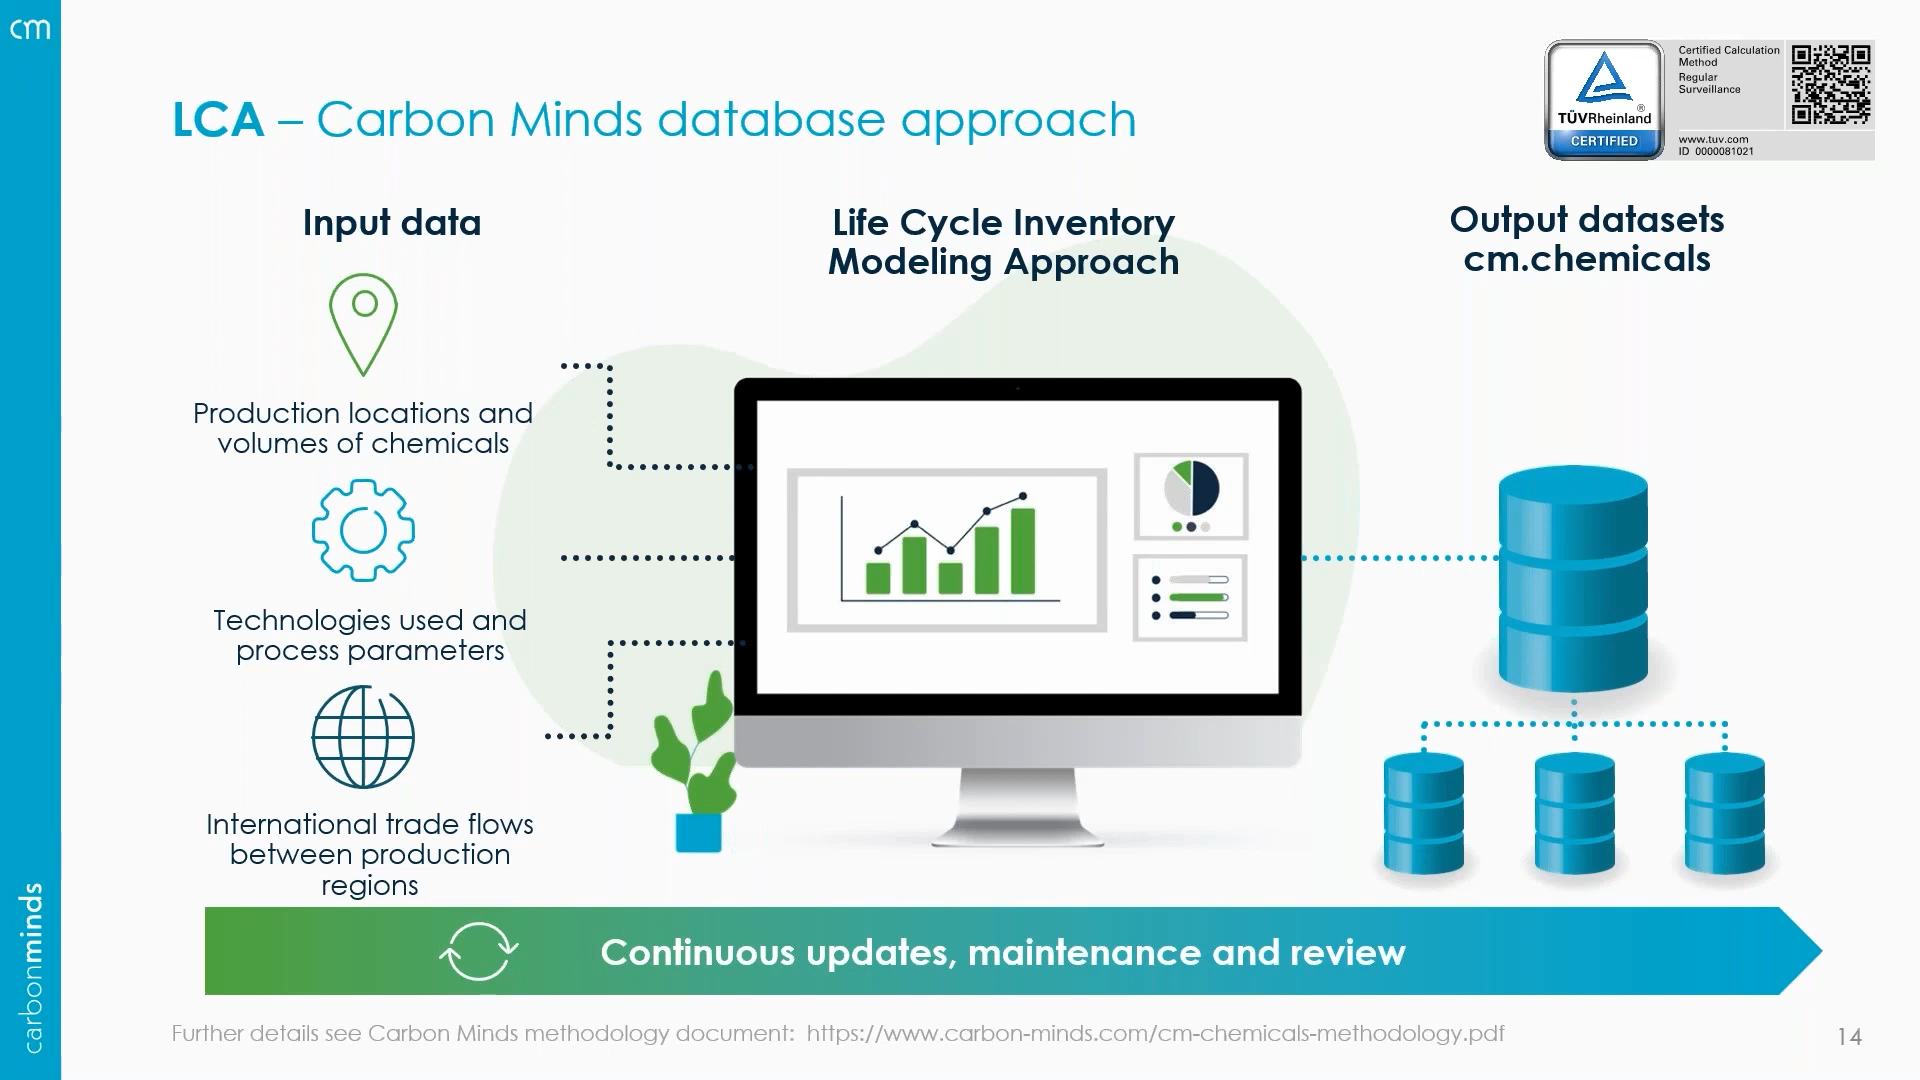 cm
LCA – Carbon Minds database approach
TÜVRheinland®
CERTIFIED
Certified Calculation
Method
Regular
Surveillance
www.tuv.com
ID 0000081021
Input data
Production locations and
volumes of chemicals
Technologies used and
process parameters
International trade flows
between production
regions
Life Cycle Inventory
Modeling Approach
Output datasets
cm.chemicals
Continuous updates, maintenance and review
Further details see Carbon Minds methodology document: https://www.carbon-minds.com/cm-chemicals-methodology.pdf
14
carbonminds